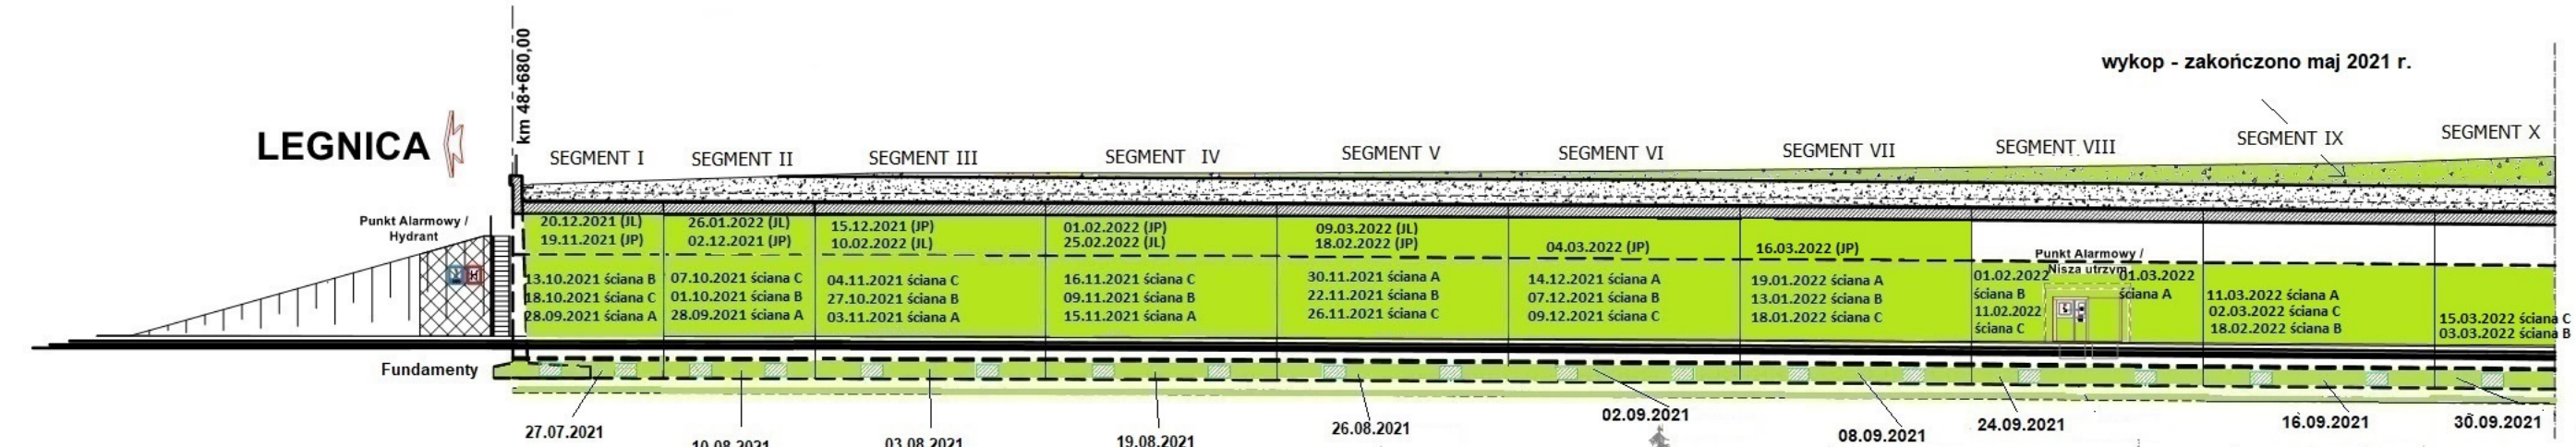 km 48+680,00
wykop - zakończono maj 2021 r.
LEGNICA
SEGMENT I
SEGMENT II
SEGMENT III
SEGMENT IV
SEGMENT V
SEGMENT VI
SEGMENT VII
SEGMENT VIII
SEGMENT IX
SEGMENT X
Punkt Alarmowy /
Hydrant
20.12.2021 (JL)
19.11.2021 (JP)
13.10.2021 ściana B
18.10.2021 ściana C
28.09.2021 ściana A
26.01.2022 (JL)
02.12.2021 (JP)
07.10.2021 ściana C
01.10.2021 ściana B
28.09.2021 ściana A
15.12.2021 (JP)
10.02.2022 (JL)
04.11.2021 ściana C
27.10.2021 ściana B
03.11.2021 ściana A
01.02.2022 (JP)
25.02.2022 (JL)
16.11.2021 ściana C
09.11.2021 ściana B
15.11.2021 ściana A
09.03.2022 (JL)
18.02.2022 (JP)
30.11.2021 ściana A
22.11.2021 ściana B
26.11.2021 ściana C
04.03.2022 (JP)
14.12.2021 ściana A
07.12.2021 ściana B
09.12.2021 ściana C
16.03.2022 (JP)
19.01.2022 ściana A
13.01.2022 ściana B
18.01.2022 ściana C
Punkt Alarmowy /
Nisza utrzym.
01.02.2022
ściana B
11.02.2022
ściana C
01.03.2022
ściana A
11.03.2022 ściana A
02.03.2022 ściana C
18.02.2022 ściana B
15.03.2022 ściana C
03.03.2022 ściana B
Fundamenty
27.07.2021
10.08.2021
03.08.2021
19.08.2021
26.08.2021
02.09.2021
08.09.2021
24.09.2021
16.09.2021
30.09.2021